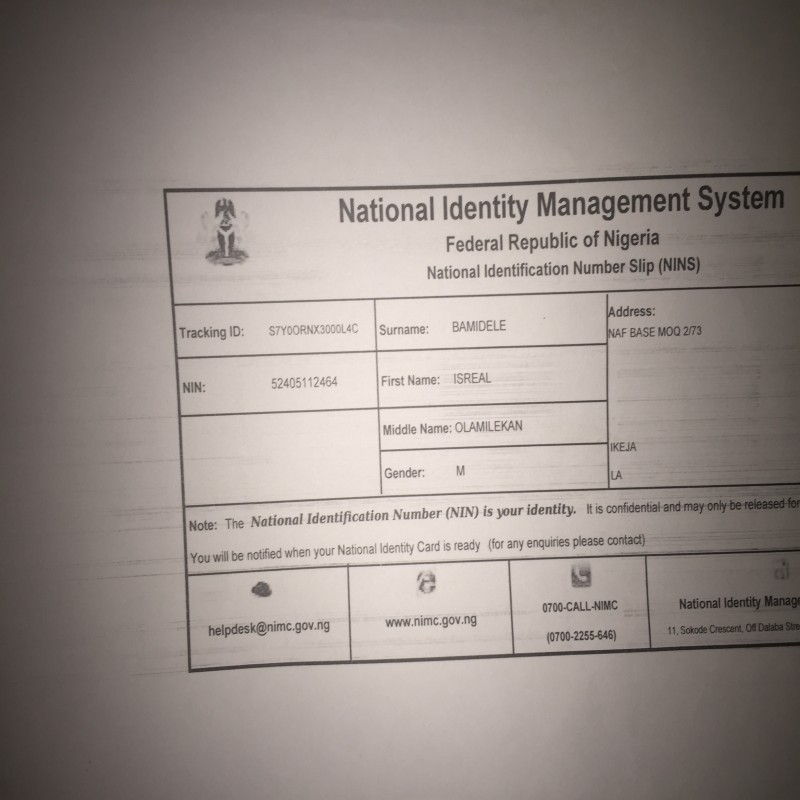 National Identity Management System
Federal Republic of Nigeria
National Identification Number Slip (NINS)
Tracking ID: S7Y0ORNX3000L4C Surname: BAMIDELE Address:
NAF BASE MOQ 2/73
NIN: 52405112464 First Name: ISREAL
Middle Name: OLAMILEKAN
IKEJA
Gender: M
LA
Note: The National Identification Number (NIN) is your identity. It is confidential and may only be released for
You will be notified when your National Identity Card is ready (for any enquiries please contact)
helpdesk@nimc.gov.ng
www.nimc.gov.ng
0700-CALL-NIMC
(0700-2255-646)
National Identity Manage
11, Sokode Crescent, Off Dalaba Stre